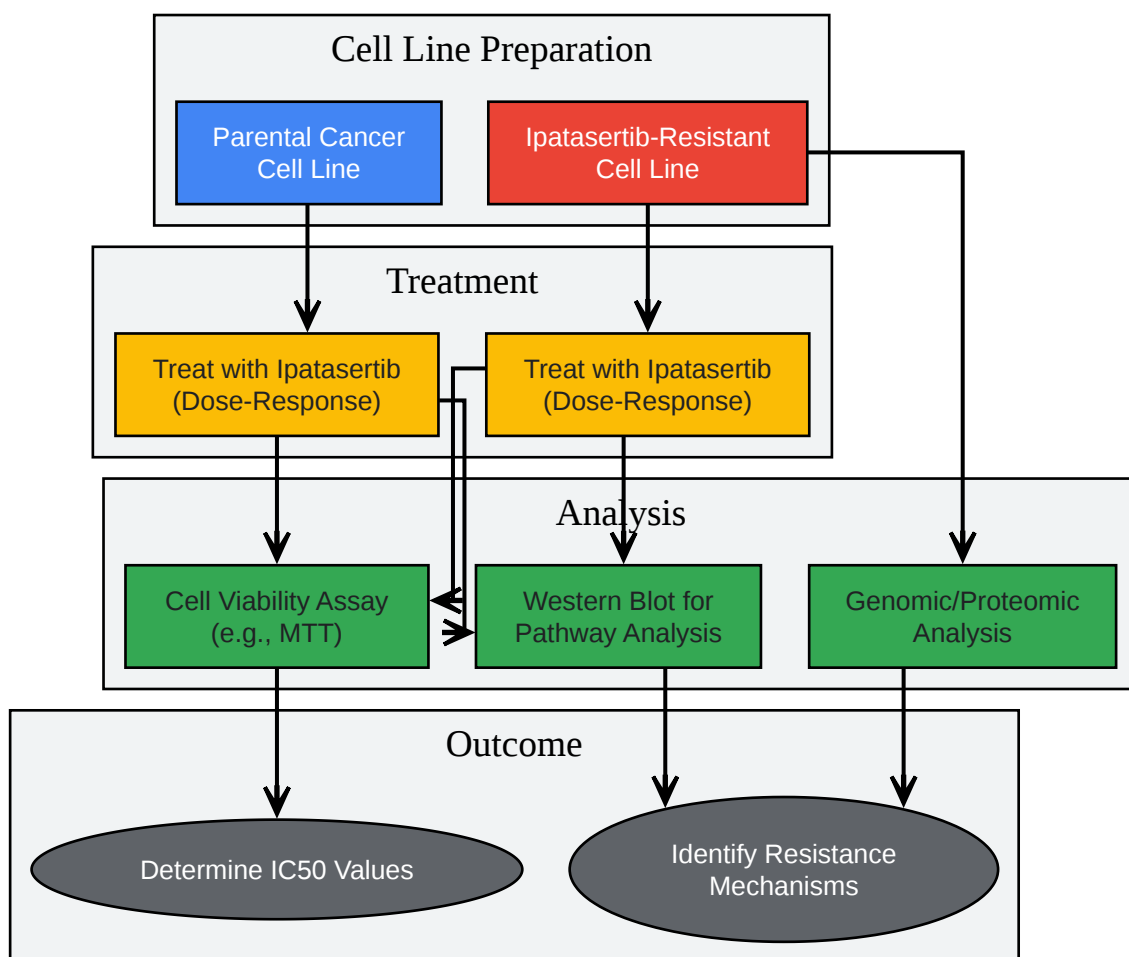 Cell Line Preparation
Parental Cancer
Cell Line
Ipatasertib-Resistant
Cell Line
Treatment
Treat with Ipatasertib
(Dose-Response)
Treat with Ipatasertib
(Dose-Response)
Analysis
Cell Viability Assay
(e.g., MTT)
Western Blot for
Pathway Analysis
Genomic/Proteomic
Analysis
Outcome
Determine IC50 Values
Identify Resistance
Mechanisms